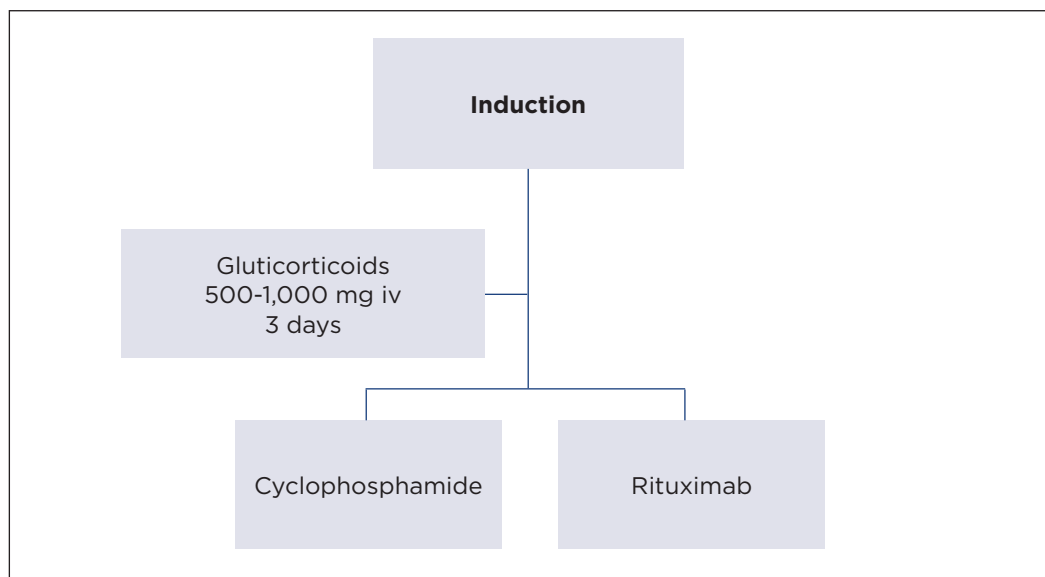 Induction
Gluticorticoids
500-1,000 mg iv
3 days
Cyclophosphamide
Rituximab